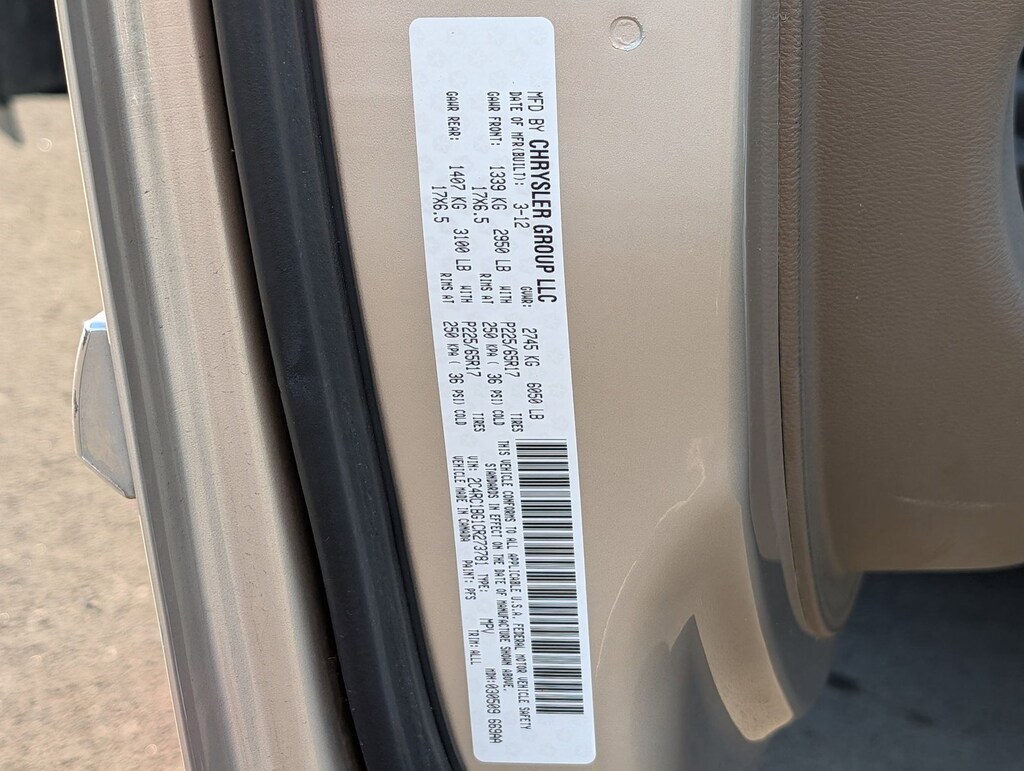 MFD BY CHRYSLER GROUP LLC
DATE OF MFR(BUILT): 3-12 GVWR: 2745 KG 6050 LB
GAWR FRONT: 1339 KG 2950 LB WITH P225/65R17 TIRES
17X6.5 RIMS AT 250 KPA ( 36 PSI) COLD
GAWR REAR: 1407 KG 3100 LB WITH P225/65R17 TIRES
17X6.5 RIMS AT 250 KPA ( 36 PSI) COLD
THIS VEHICLE CONFORMS TO ALL APPLICABLE U.S.A. FEDERAL MOTOR VEHICLE SAFETY
STANDARDS IN EFFECT ON THE DATE OF MANUFACTURE SHOWN ABOVE.
VIN: 2C4RC1BG1CR273781 TYPE: MPV MDH:030509 669AA
VEHICLE MADE IN CANADA PAINT: PFS TRIM:ALLL